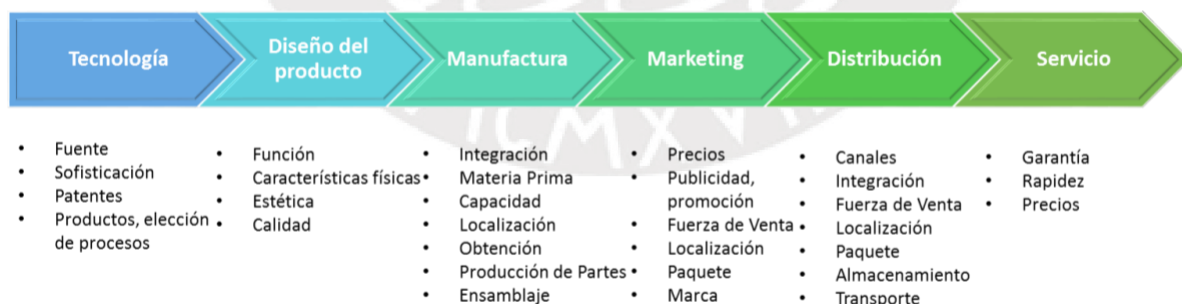 Tecnología
Diseño del
producto
Manufactura
Marketing
Distribución
Servicio
ICMXVII
• Fuente
• Sofisticación
• Patentes
• Productos, elección
de procesos
• Función
• Características físicas
• Estética
• Calidad
• Integración
• Materia Prima
• Capacidad
• Localización
• Obtención
• Producción de Partes
• Ensamblaje
• Precios
• Publicidad,
promoción
• Fuerza de Venta
• Localización
• Paquete
• Marca
• Canales
• Integración
• Fuerza de Venta
• Localización
• Paquete
• Almacenamiento
• Transporte
• Garantía
• Rapidez
• Precios